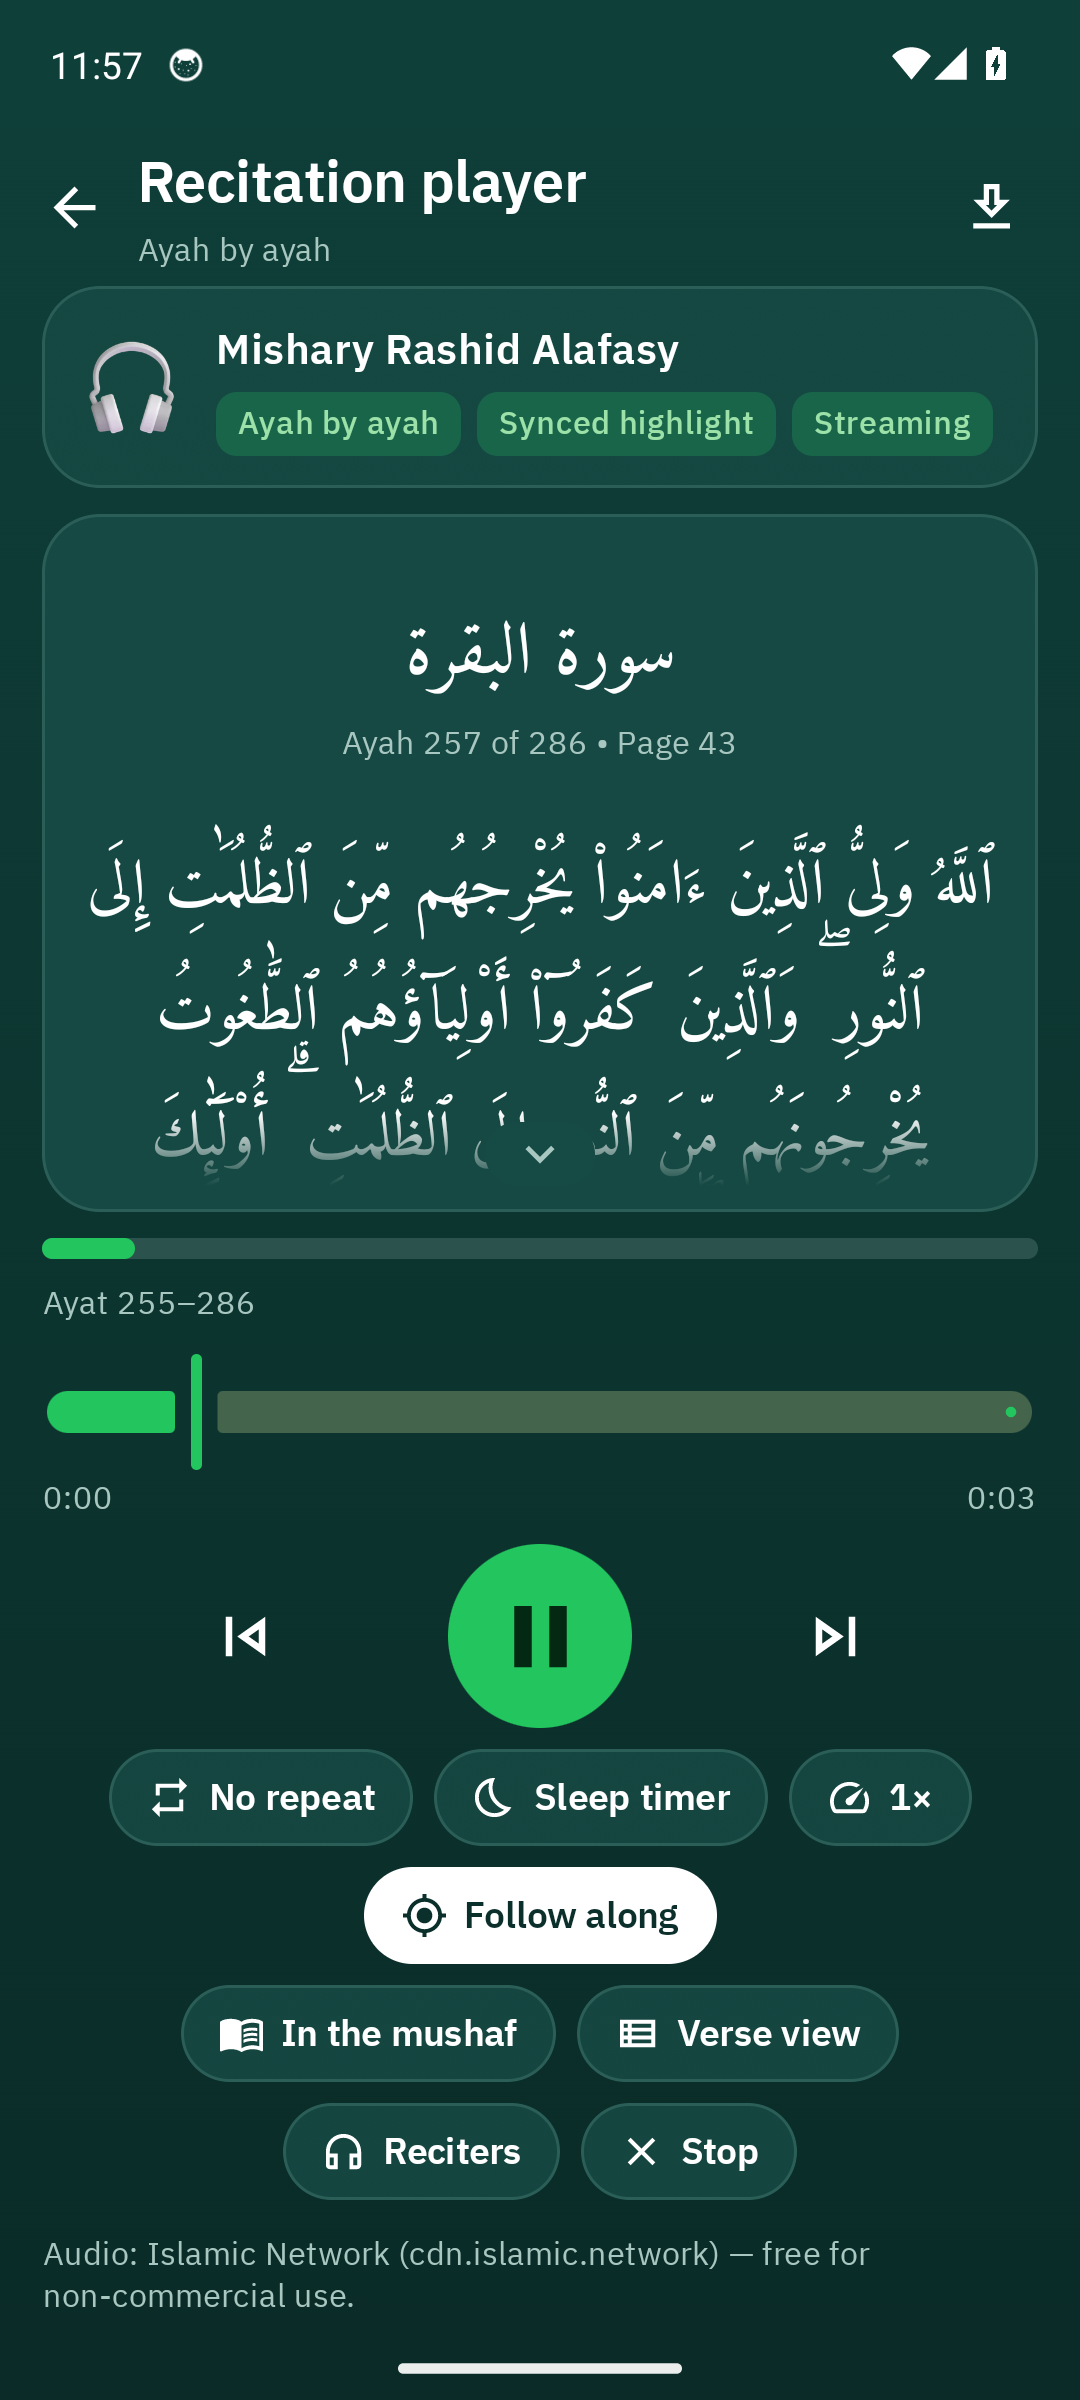 11:57
Recitation player
Ayah by ayah
Mishary Rashid Alafasy
Ayah by ayah
Synced highlight
Streaming
سورة البقرة
Ayah 257 of 286 • Page 43
ٱللَّهُ وَلِىُّ ٱلَّذِينَ ءَامَنُوا۟ يُخْرِجُهُم مِّنَ ٱلظُّلُمَـٰتِ إِلَى
ٱلنُّورِ ۖ وَٱلَّذِينَ كَفَرُوٓا۟ أَوْلِيَآؤُهُمُ ٱلطَّـٰغُوتُ
يُخْرِجُونَهُم مِّنَ ٱلظُّلُمَـٰتِ ۗ أُو۟لَـٰٓئِكَ
Ayat 255–286
0:00
0:03
No repeat
Sleep timer
1×
Follow along
In the mushaf
Verse view
Reciters
Stop
Audio: Islamic Network (cdn.islamic.network) — free for
non-commercial use.